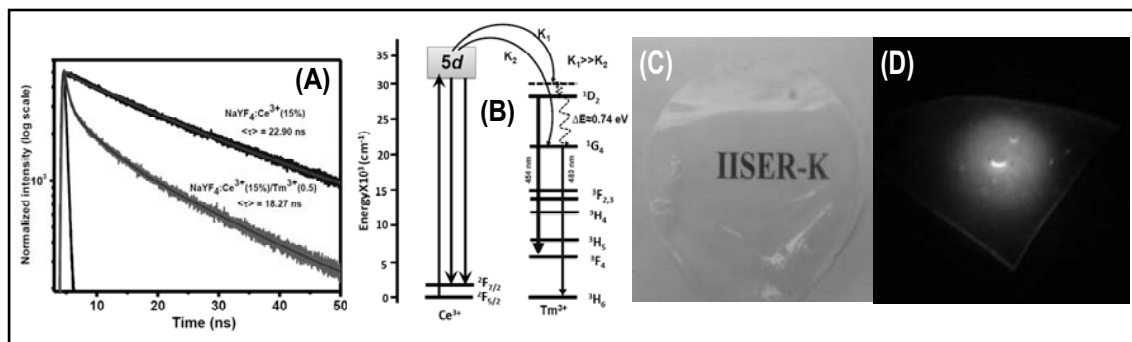 (A)
Normalized intensity (log scale)
10³
NaYF₄:Ce³⁺(15%)
<τ> = 22.90 ns
NaYF₄:Ce³⁺(15%)/Tm³⁺(0.5)
<τ> = 18.27 ns
10 20 30 40 50
Time (ns)
(B)
EnergyX10³ (cm⁻¹)
35
30
25
20
15
10
5
0
5d
K₁
K₂
K₁>>K₂
¹D₂
ΔE≈0.74 eV
¹G₄
450 nm
483 nm
³F₂,₃
³H₄
³H₅
³F₄
³H₆
²F₇/₂
²F₅/₂
Ce³⁺
Tm³⁺
(C)
IISER-K
(D)